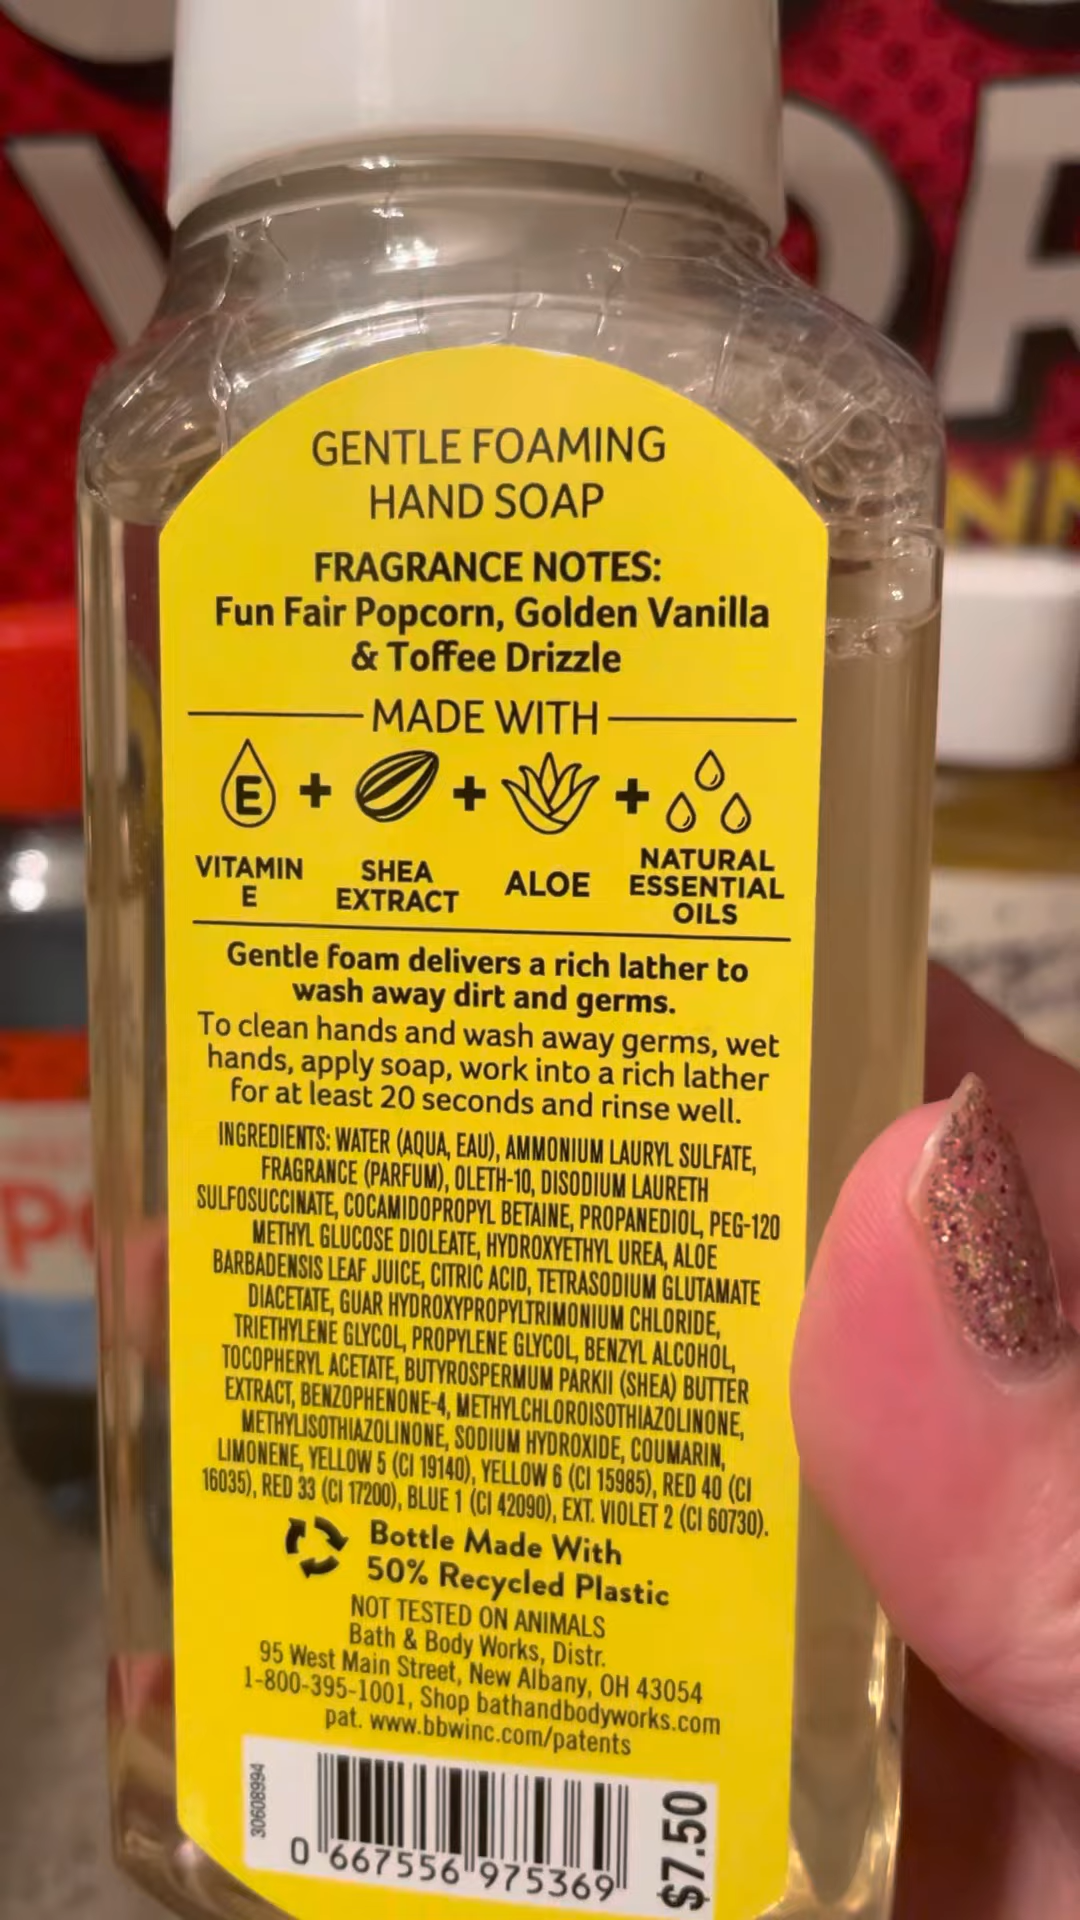 GENTLE FOAMING
HAND SOAP
FRAGRANCE NOTES:
Fun Fair Popcorn, Golden Vanilla
& Toffee Drizzle
MADE WITH
E
VITAMIN
E
SHEA
EXTRACT
ALOE
NATURAL
ESSENTIAL
OILS
Gentle foam delivers a rich lather to
wash away dirt and germs.
To clean hands and wash away germs, wet
hands, apply soap, work into a rich lather
for at least 20 seconds and rinse well.
INGREDIENTS: WATER (AQUA, EAU), AMMONIUM LAURYL SULFATE,
FRAGRANCE (PARFUM), OLETH-10, DISODIUM LAURETH
SULFOSUCCINATE, COCAMIDOPROPYL BETAINE, PROPANEDIOL, PEG-120
METHYL GLUCOSE DIOLEATE, HYDROXYETHYL UREA, ALOE
BARBADENSIS LEAF JUICE, CITRIC ACID, TETRASODIUM GLUTAMATE
DIACETATE, GUAR HYDROXYPROPYLTRIMONIUM CHLORIDE,
TRIETHYLENE GLYCOL, PROPYLENE GLYCOL, BENZYL ALCOHOL,
TOCOPHERYL ACETATE, BUTYROSPERMUM PARKII (SHEA) BUTTER
EXTRACT, BENZOPHENONE-4, METHYLCHLOROISOTHIAZOLINONE,
METHYLISOTHIAZOLINONE, SODIUM HYDROXIDE, COUMARIN,
LIMONENE, YELLOW 5 (CI 19140), YELLOW 6 (CI 15985), RED 40 (CI
16035), RED 33 (CI 17200), BLUE 1 (CI 42090), EXT. VIOLET 2 (CI 60730).
Bottle Made With
50% Recycled Plastic
NOT TESTED ON ANIMALS
Bath & Body Works, Distr.
95 West Main Street, New Albany, OH 43054
1-800-395-1001, Shop bathandbodyworks.com
pat. www.bbwinc.com/patents
30608994
0 667556 975369
$7.50